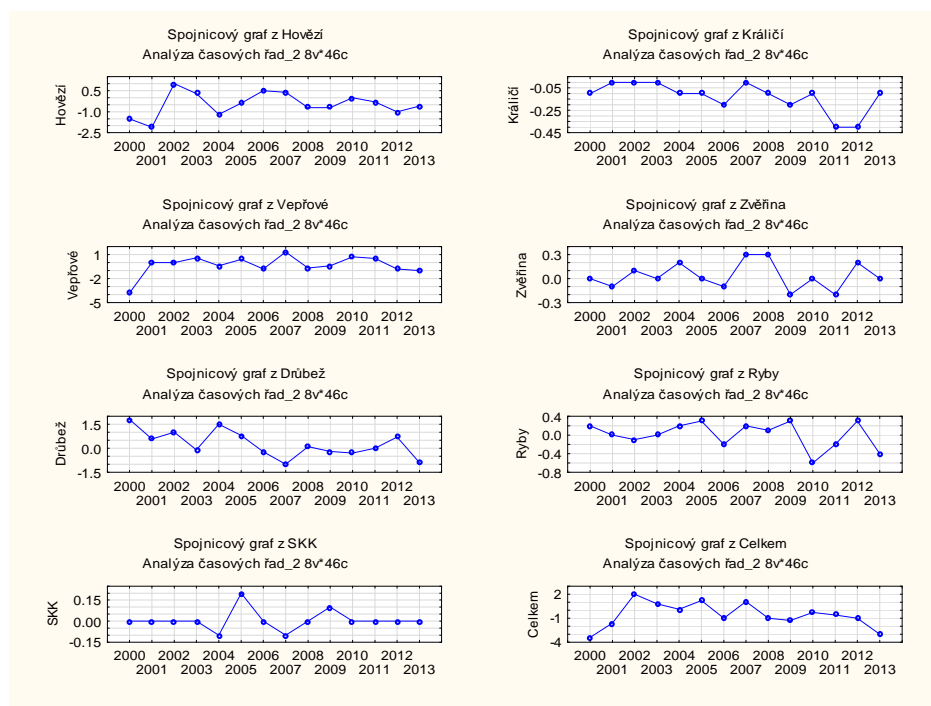 Spojnicový graf z Hovězí
Analýza časových řad_2 8v*46c
Hovězí
0.5
-1.0
-2.5
2000 2002 2004 2006 2008 2010 2012
2001 2003 2005 2007 2009 2011 2013
Spojnicový graf z Králičí
Analýza časových řad_2 8v*46c
Králičí
-0.05
-0.25
-0.45
2000 2002 2004 2006 2008 2010 2012
2001 2003 2005 2007 2009 2011 2013
Spojnicový graf z Vepřové
Analýza časových řad_2 8v*46c
Vepřové
1
-2
-5
2000 2002 2004 2006 2008 2010 2012
2001 2003 2005 2007 2009 2011 2013
Spojnicový graf z Zvěřina
Analýza časových řad_2 8v*46c
Zvěřina
0.3
0.0
-0.3
2000 2002 2004 2006 2008 2010 2012
2001 2003 2005 2007 2009 2011 2013
Spojnicový graf z Drůbež
Analýza časových řad_2 8v*46c
Drůbež
1.5
0.0
-1.5
2000 2002 2004 2006 2008 2010 2012
2001 2003 2005 2007 2009 2011 2013
Spojnicový graf z Ryby
Analýza časových řad_2 8v*46c
Ryby
0.4
0.0
-0.4
-0.8
2000 2002 2004 2006 2008 2010 2012
2001 2003 2005 2007 2009 2011 2013
Spojnicový graf z SKK
Analýza časových řad_2 8v*46c
SKK
0.15
0.00
-0.15
2000 2002 2004 2006 2008 2010 2012
2001 2003 2005 2007 2009 2011 2013
Spojnicový graf z Celkem
Analýza časových řad_2 8v*46c
Celkem
2
-1
-4
2000 2002 2004 2006 2008 2010 2012
2001 2003 2005 2007 2009 2011 2013